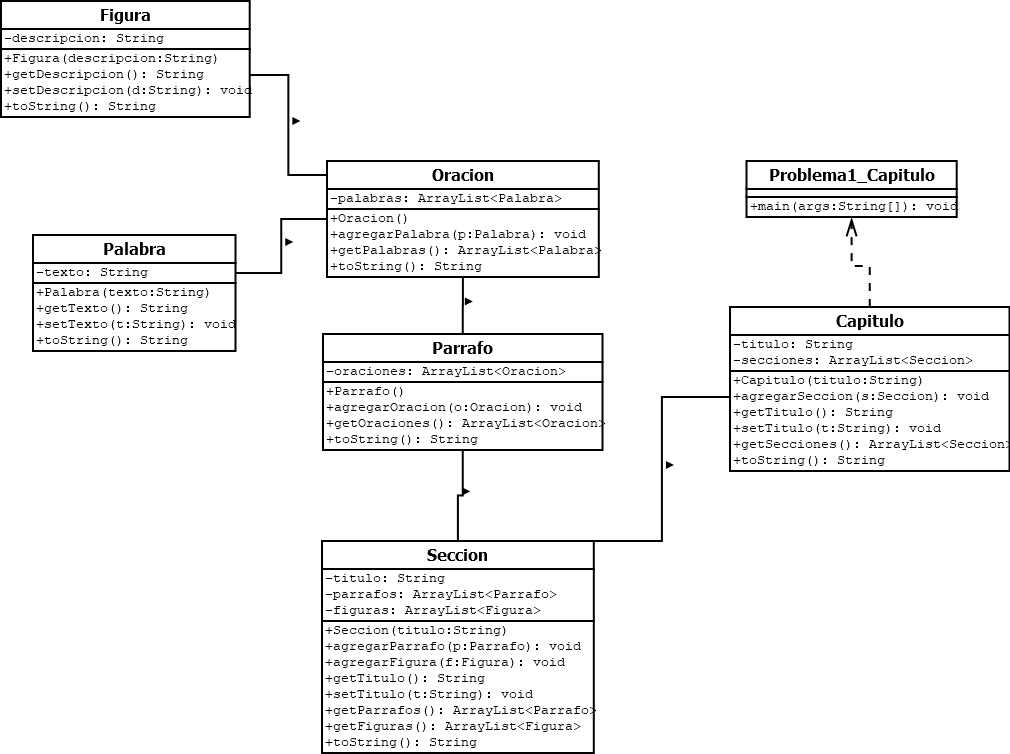 Figura
-descripcion: String
+Figura(descripcion:String)
+getDescripcion(): String
+setDescripcion(d:String): void
+toString(): String
Palabra
-texto: String
+Palabra(texto:String)
+getTexto(): String
+setTexto(t:String): void
+toString(): String
Oracion
-palabras: ArrayList<Palabra>
+Oracion()
+agregarPalabra(p:Palabra): void
+getPalabras(): ArrayList<Palabra>
+toString(): String
Parrafo
-oraciones: ArrayList<Oracion>
+Parrafo()
+agregarOracion(o:Oracion): void
+getOraciones(): ArrayList<Oracion>
+toString(): String
Seccion
-titulo: String
-parrafos: ArrayList<Parrafo>
-figuras: ArrayList<Figura>
+Seccion(titulo:String)
+agregarParrafo(p:Parrafo): void
+agregarFigura(f:Figura): void
+getTitulo(): String
+setTitulo(t:String): void
+getParrafos(): ArrayList<Parrafo>
+getFiguras(): ArrayList<Figura>
+toString(): String
Problema1_Capitulo
+main(args:String[]): void
Capitulo
-titulo: String
-secciones: ArrayList<Seccion>
+Capitulo(titulo:String)
+agregarSeccion(s:Seccion): void
+getTitulo(): String
+setTitulo(t:String): void
+getSecciones(): ArrayList<Seccion>
+toString(): String